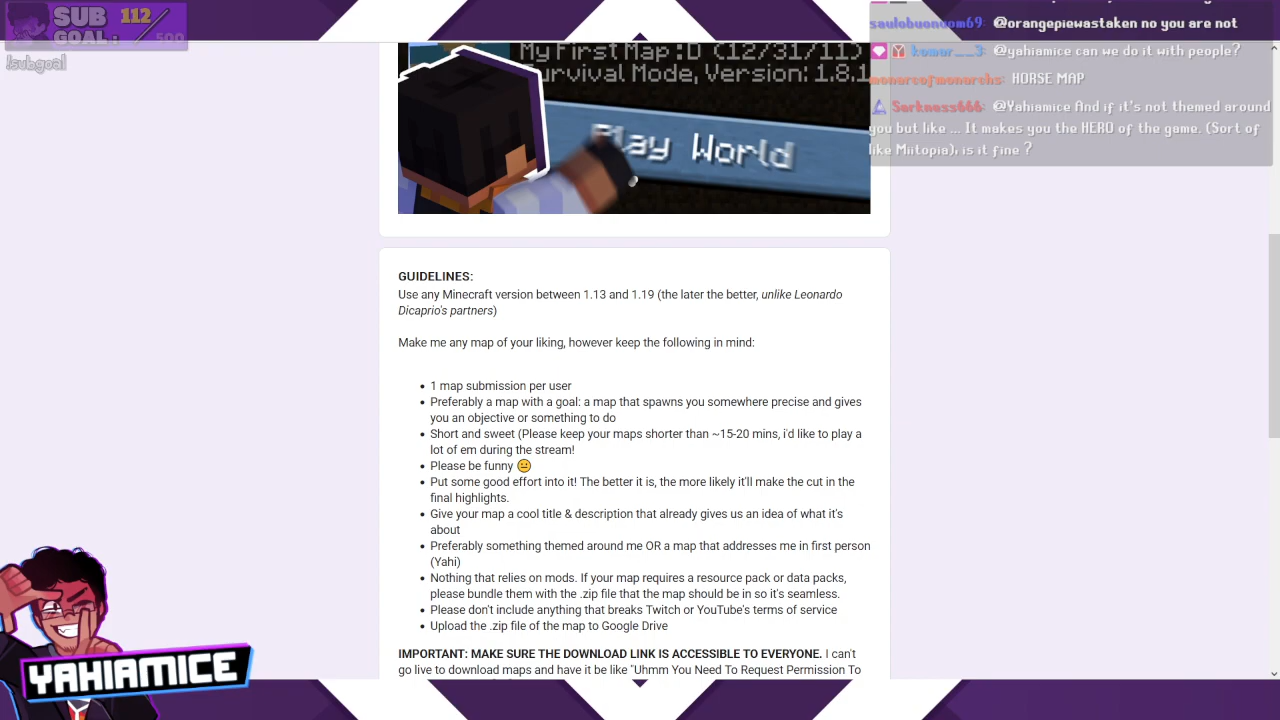 SUB GOAL: 112 / 500
!subgoal
saulobuonuom69: @orangepiewastaken no you are not
komer__3: @yahiamice can we do it with people?
monarcofmonarchs: HORSE MAP
Sarkness666: @Yahiamice And if it's not themed around
you but like ... It makes you the HERO of the game. (Sort of
like Miitopia), is it fine ?
My First Map :D (12/31/11)
urvival Mode, Version: 1.8.1
Play World
GUIDELINES:
Use any Minecraft version between 1.13 and 1.19 (the later the better, unlike Leonardo
Dicaprio's partners)
Make me any map of your liking, however keep the following in mind:
• 1 map submission per user
• Preferably a map with a goal: a map that spawns you somewhere precise and gives
you an objective or something to do
• Short and sweet (Please keep your maps shorter than ~15-20 mins, i'd like to play a
lot of em during the stream!
• Please be funny 😐
• Put some good effort into it! The better it is, the more likely it'll make the cut in the
final highlights.
• Give your map a cool title & description that already gives us an idea of what it's
about
• Preferably something themed around me OR a map that addresses me in first person
(Yahi)
• Nothing that relies on mods. If your map requires a resource pack or data packs,
please bundle them with the .zip file that the map should be in so it's seamless.
• Please don't include anything that breaks Twitch or YouTube's terms of service
• Upload the .zip file of the map to Google Drive
IMPORTANT: MAKE SURE THE DOWNLOAD LINK IS ACCESSIBLE TO EVERYONE. I can't
go live to download maps and have it be like "Uhmm You Need To Request Permission To
YAHIAMICE